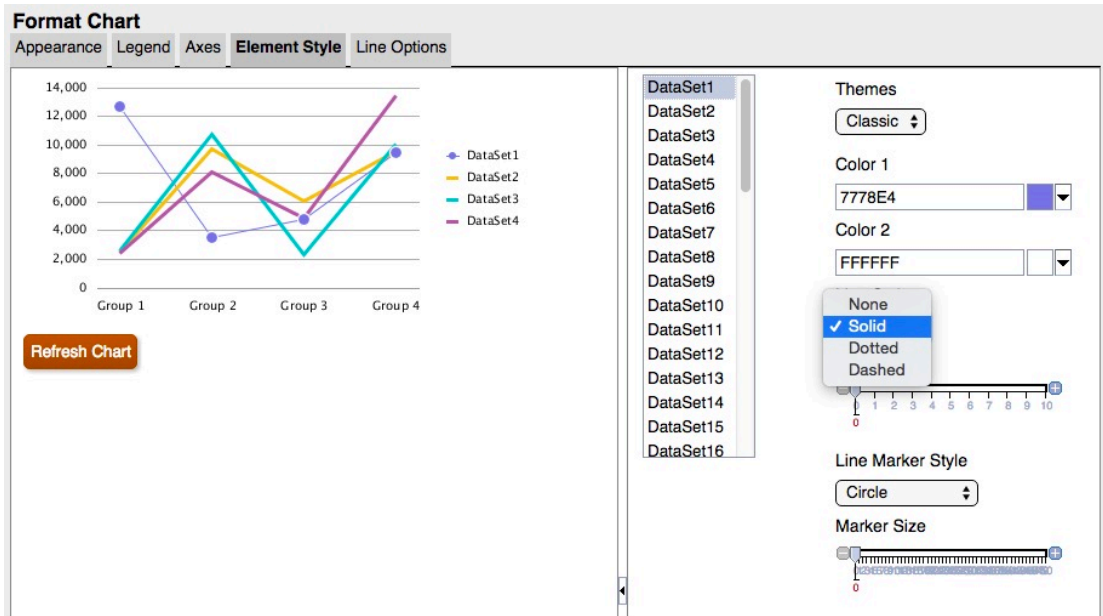 Format Chart
Appearance Legend Axes Element Style Line Options
14,000
12,000
10,000
8,000
6,000
4,000
2,000
0
Group 1 Group 2 Group 3 Group 4
DataSet1
DataSet2
DataSet3
DataSet4
Refresh Chart
DataSet1
DataSet2
DataSet3
DataSet4
DataSet5
DataSet6
DataSet7
DataSet8
DataSet9
DataSet10
DataSet11
DataSet12
DataSet13
DataSet14
DataSet15
DataSet16
Themes
Classic
Color 1
7778E4
Color 2
FFFFFF
None
✓ Solid
Dotted
Dashed
0 1 2 3 4 5 6 7 8 9 10
0
Line Marker Style
Circle
Marker Size
0